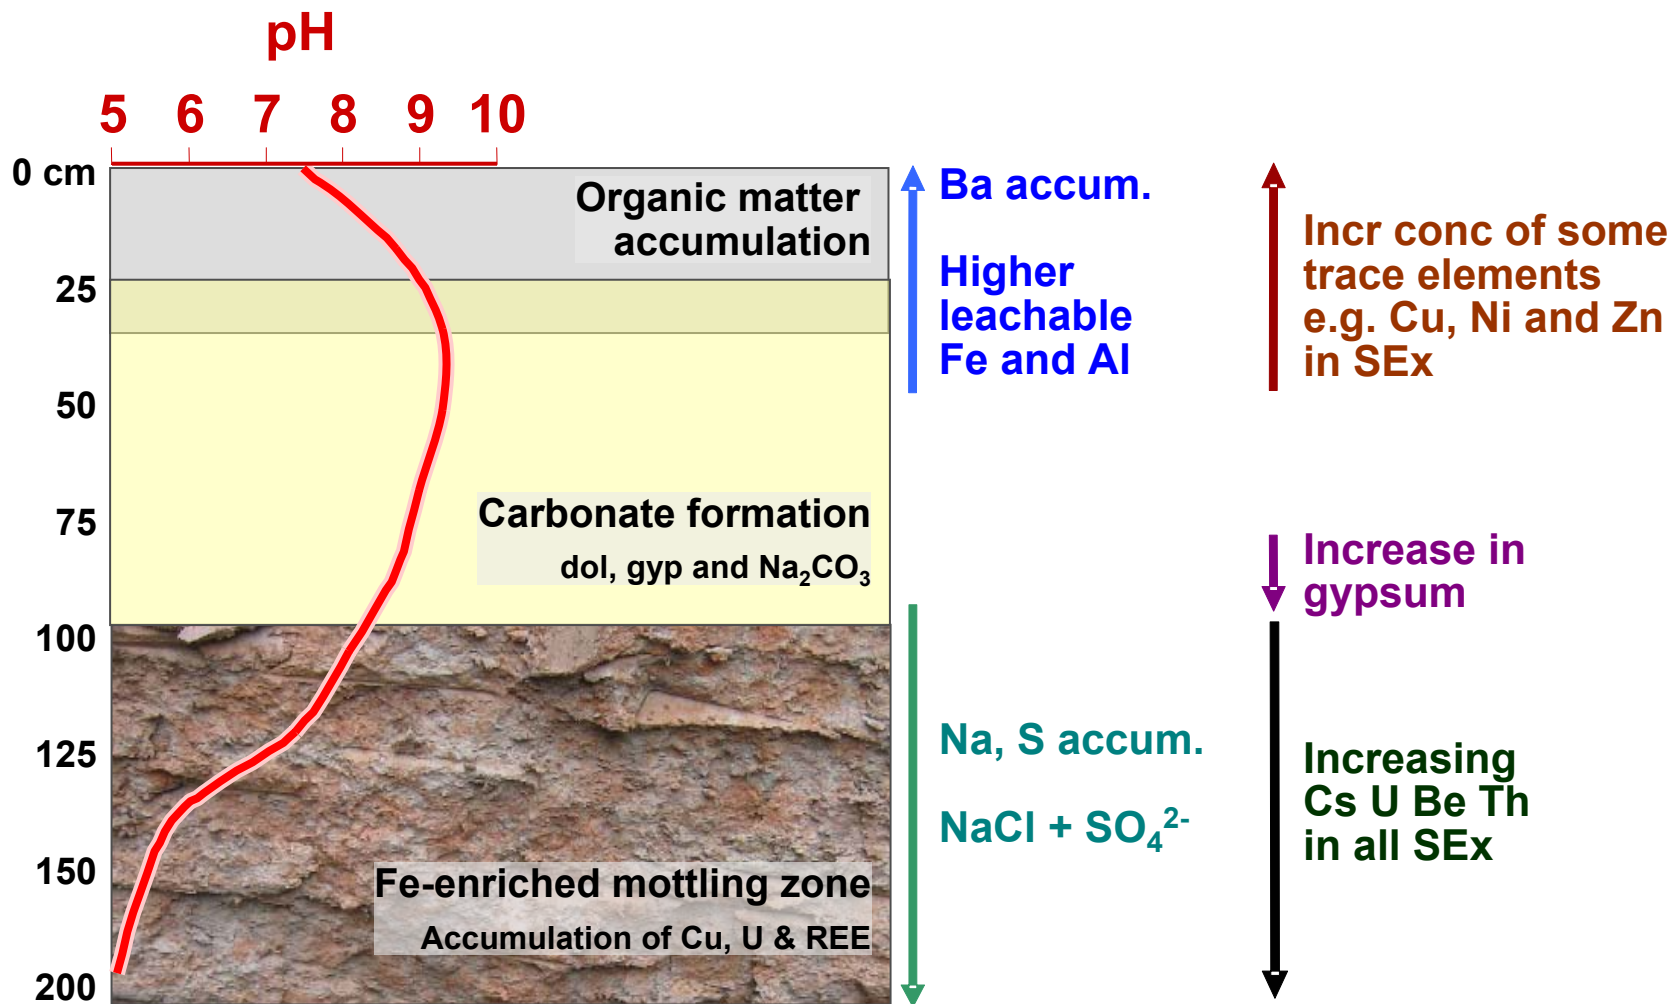 pH
5 6 7 8 9 10
0 cm
25
50
75
100
125
150
200
Organic matter
accumulation
Carbonate formation
dol, gyp and Na₂CO₃
Fe-enriched mottling zone
Accumulation of Cu, U & REE
Ba accum.
Higher
leachable
Fe and Al
Na, S accum.
NaCl + SO₄²⁻
Incr conc of some
trace elements
e.g. Cu, Ni and Zn
in SEx
Increase in
gypsum
Increasing
Cs U Be Th
in all SEx